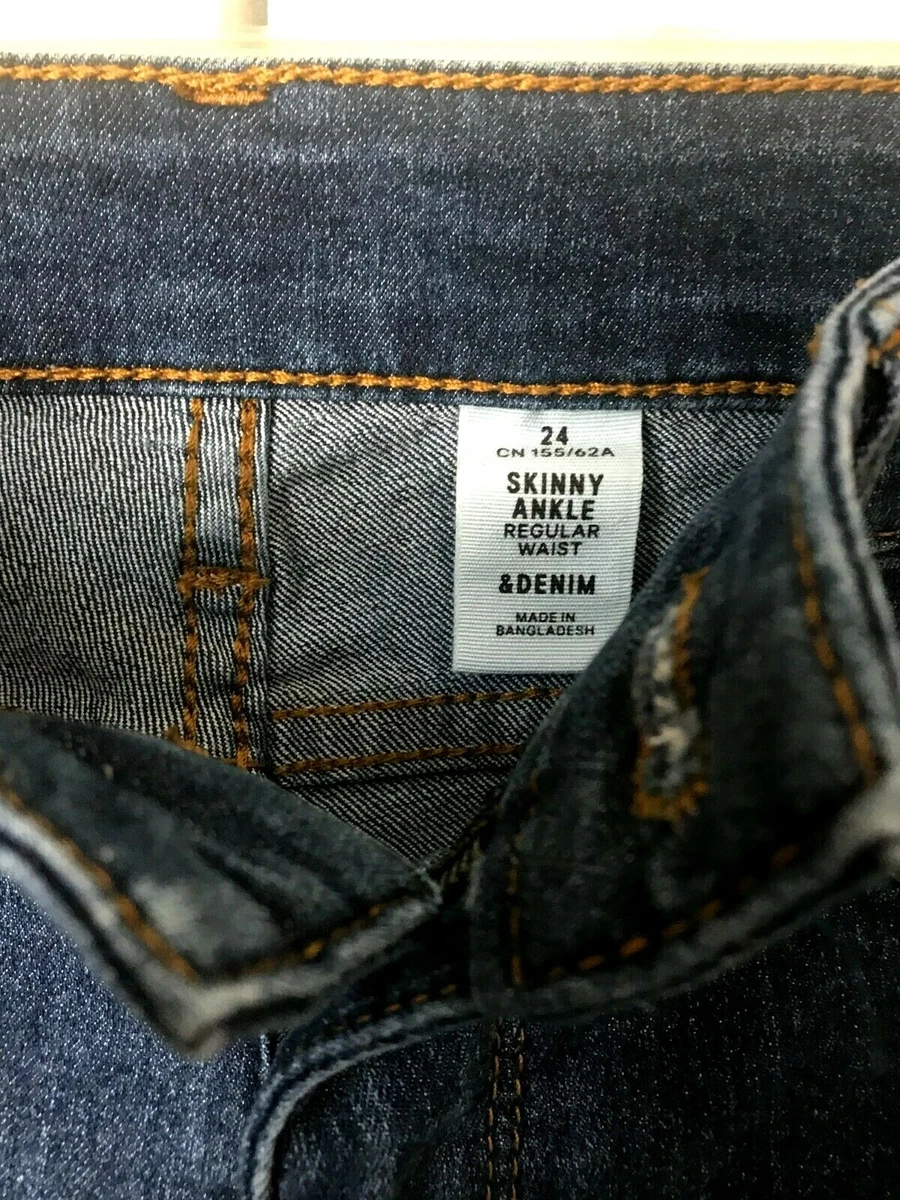 24
CN 155/62A
SKINNY
ANKLE
REGULAR
WAIST
&DENIM
MADE IN
BANGLADESH